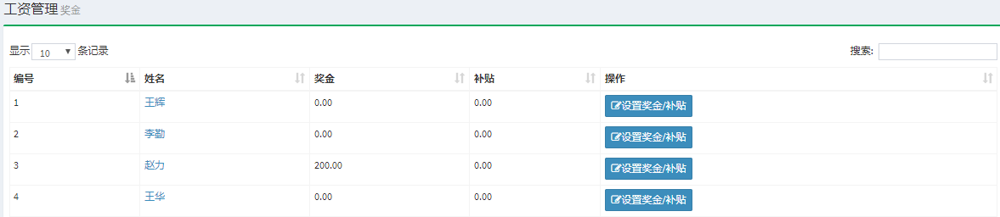 工资管理 奖金
显示 10 条记录 搜索:
编号 姓名 奖金 补贴 操作
1 王辉 0.00 0.00 设置奖金/补贴
2 李勤 0.00 0.00 设置奖金/补贴
3 赵力 200.00 0.00 设置奖金/补贴
4 王华 0.00 0.00 设置奖金/补贴